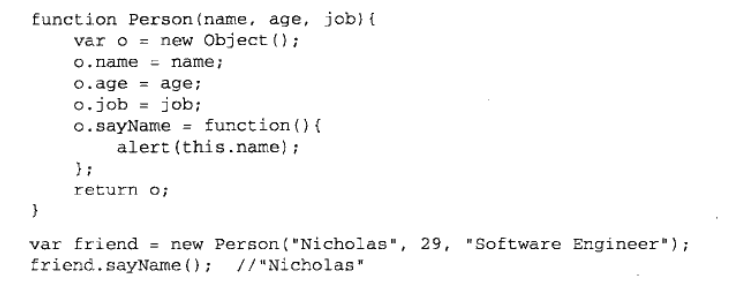 function Person(name, age, job){
    var o = new Object();
    o.name = name;
    o.age = age;
    o.job = job;
    o.sayName = function(){
        alert(this.name);
    };
    return o;
}
var friend = new Person("Nicholas", 29, "Software Engineer");
friend.sayName();  //"Nicholas"